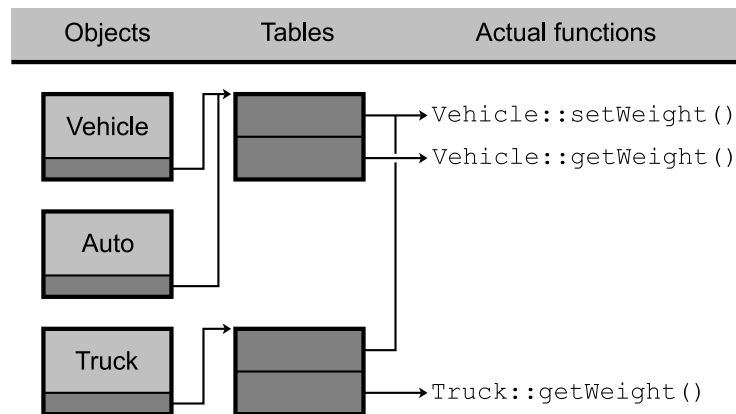 Objects Tables Actual functions
Vehicle
Vehicle::setWeight()
Vehicle::getWeight()
Auto
Truck
Truck::getWeight()